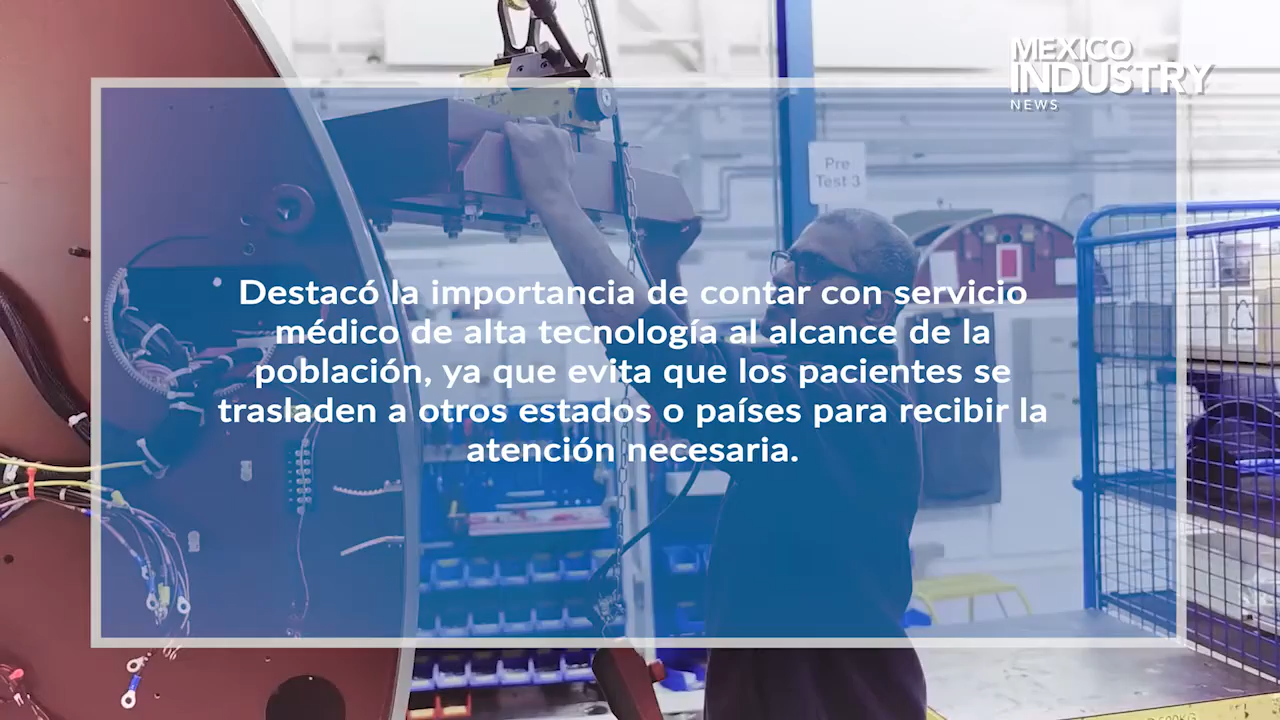 MEXICO
INDUSTRY
NEWS
Pre
Test 3
Destacó la importancia de contar con servicio
médico de alta tecnología al alcance de la
población, ya que evita que los pacientes se
trasladen a otros estados o países para recibir la
atención necesaria.